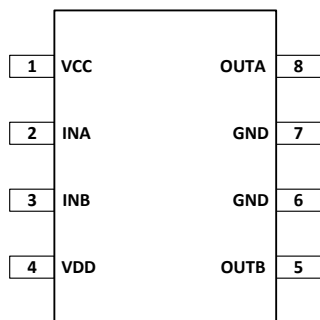 1 VCC OUTA 8
2 INA GND 7
3 INB GND 6
4 VDD OUTB 5